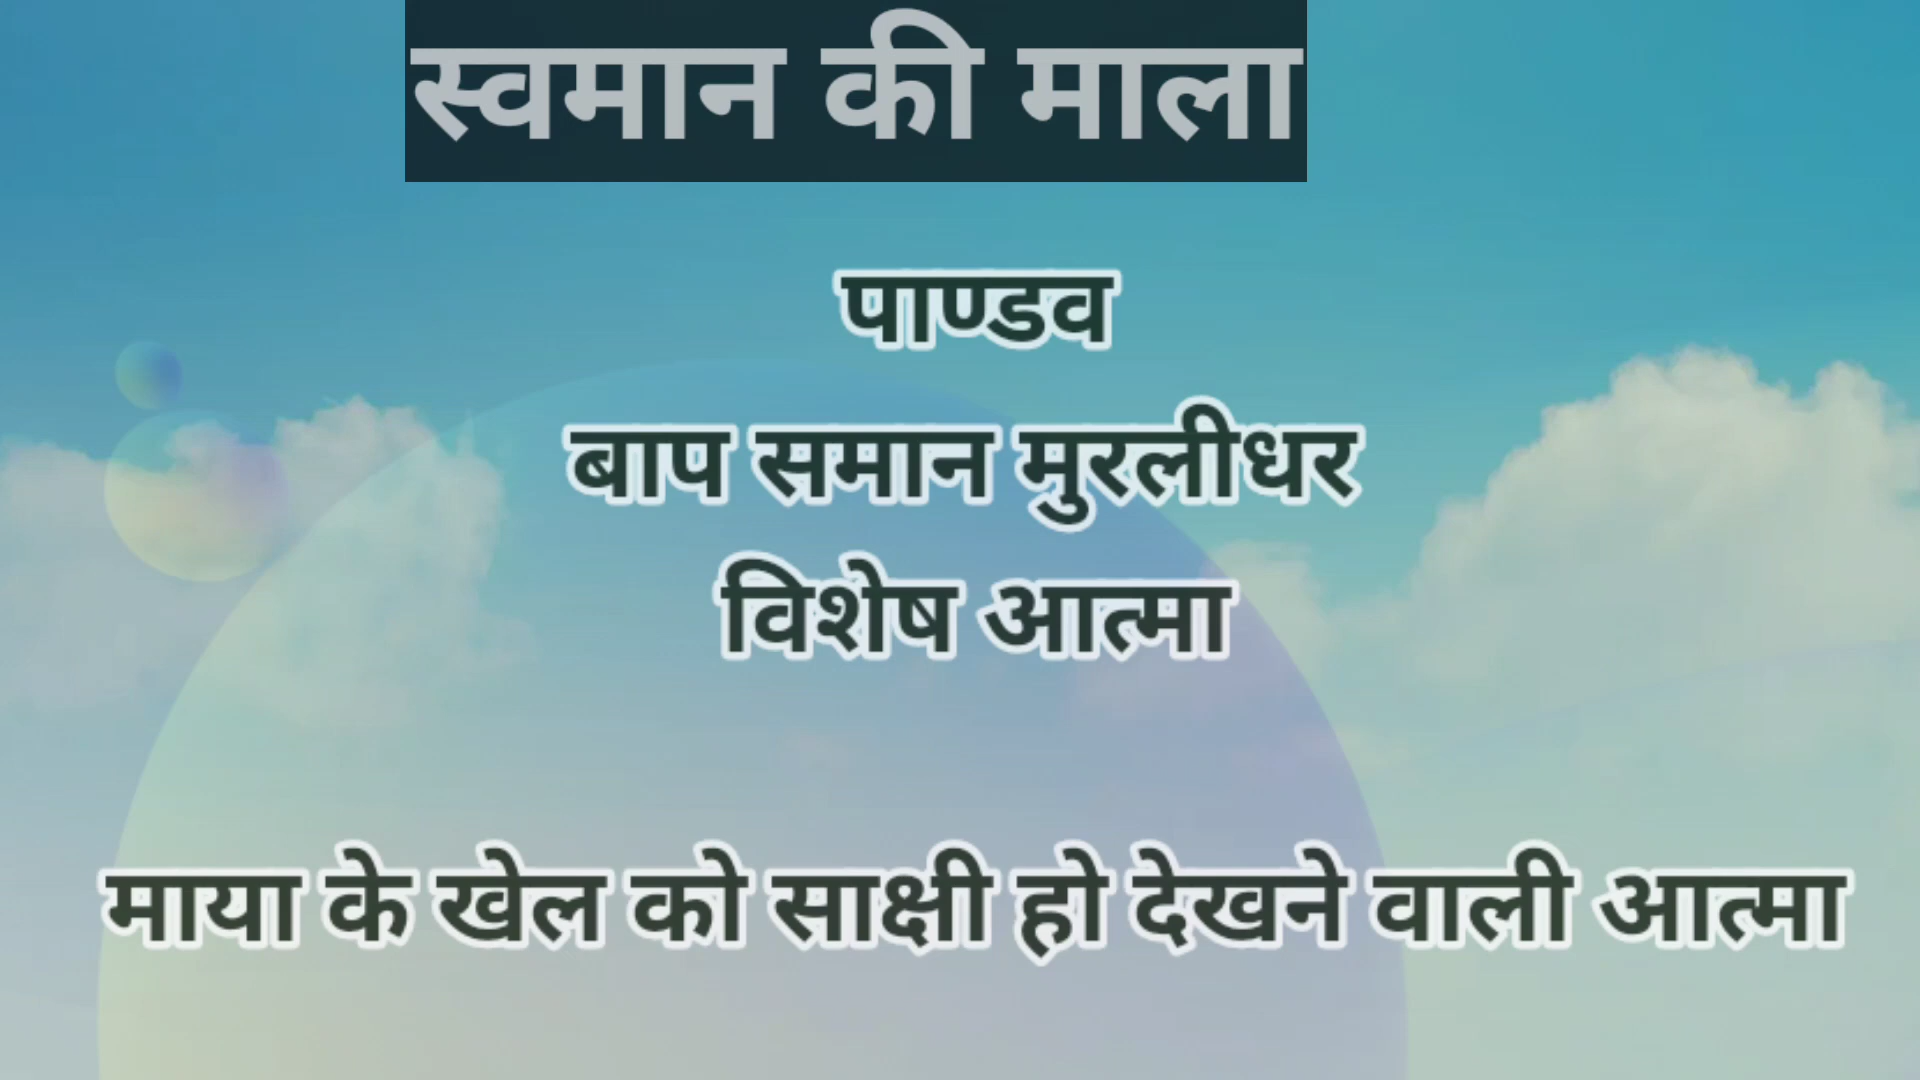 स्वमान की माला
पाण्डव
बाप समान मुरलीधर
विशेष आत्मा
माया के खेल को साक्षी हो देखने वाली आत्मा